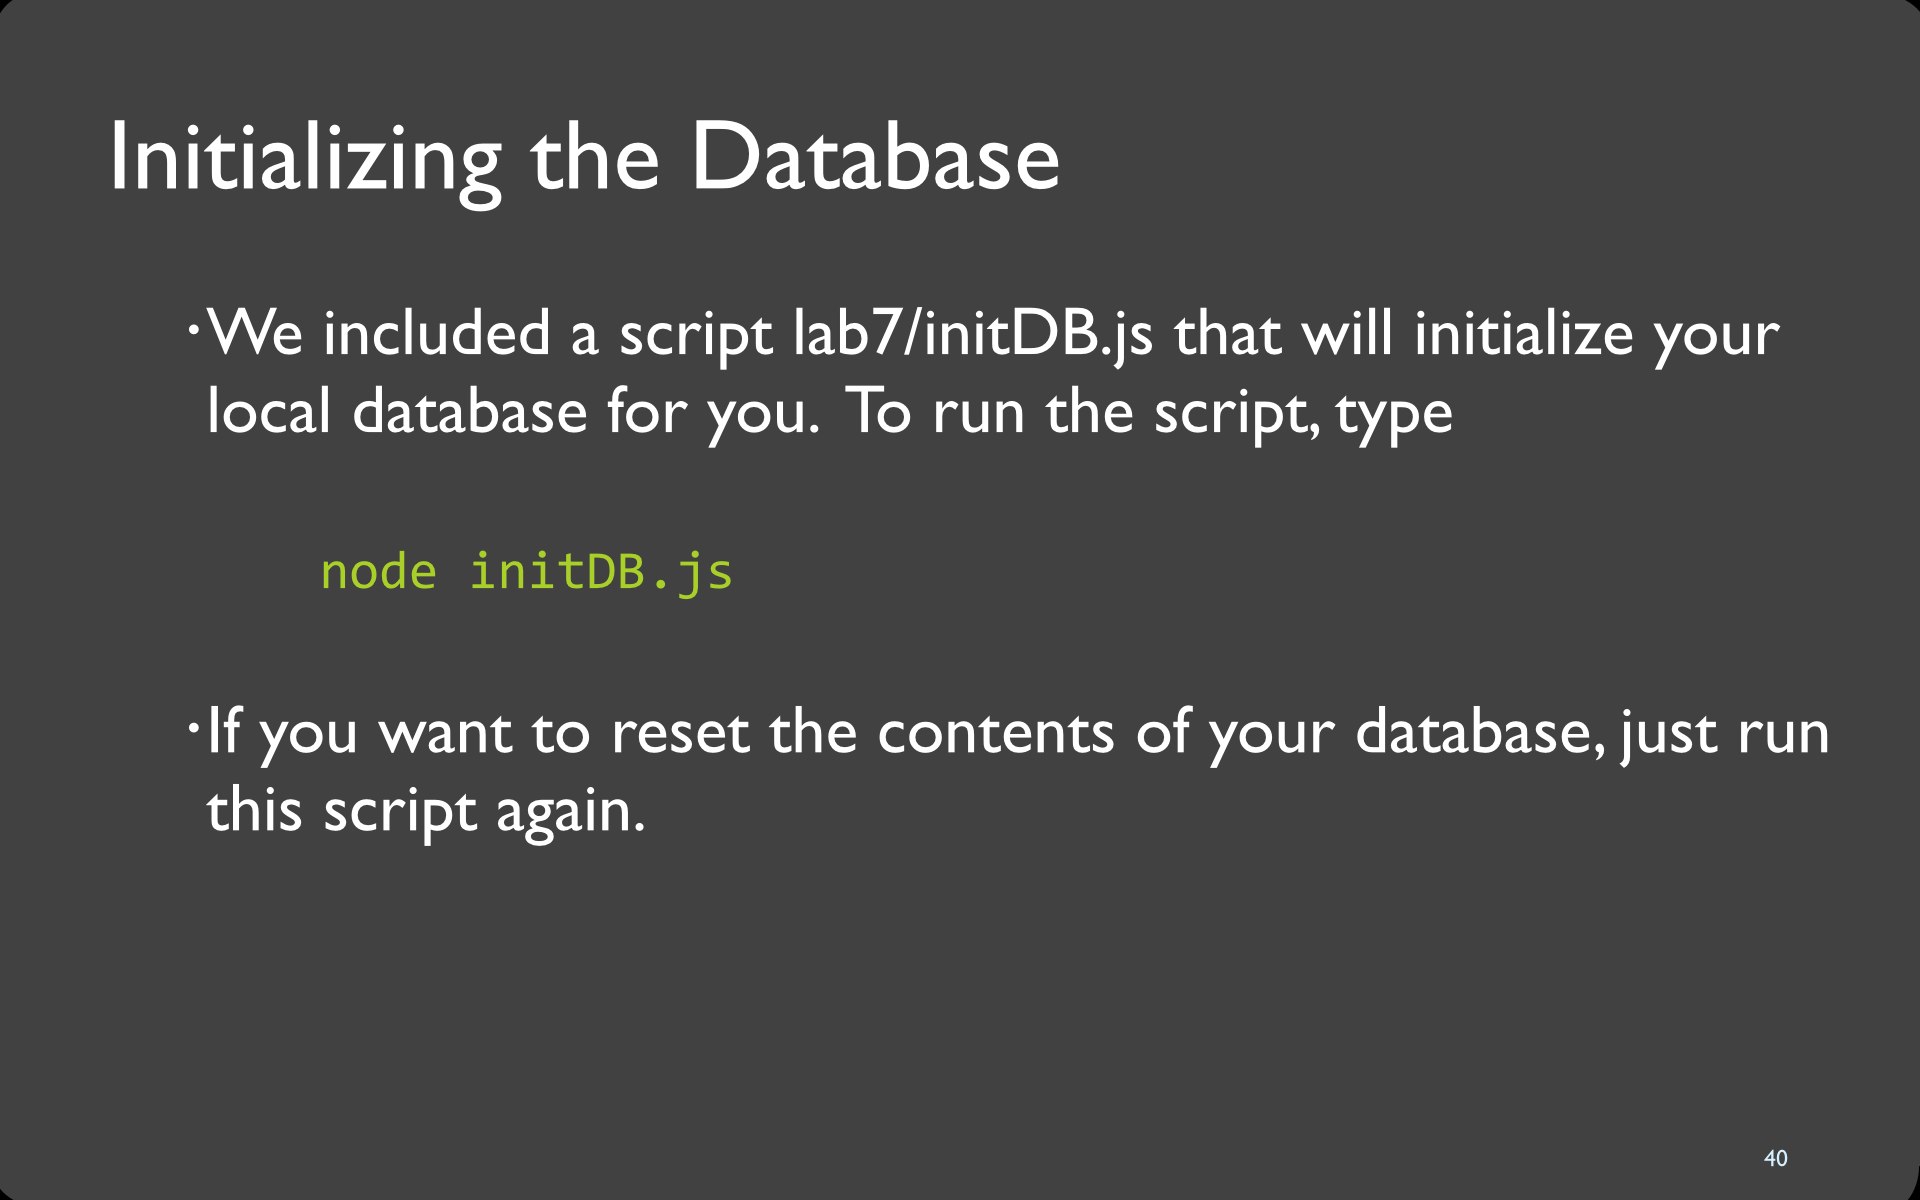 Initializing the Database
•We included a script lab7/initDB.js that will initialize your
local database for you.  To run the script, type
node initDB.js
•If you want to reset the contents of your database, just run
this script again.
40